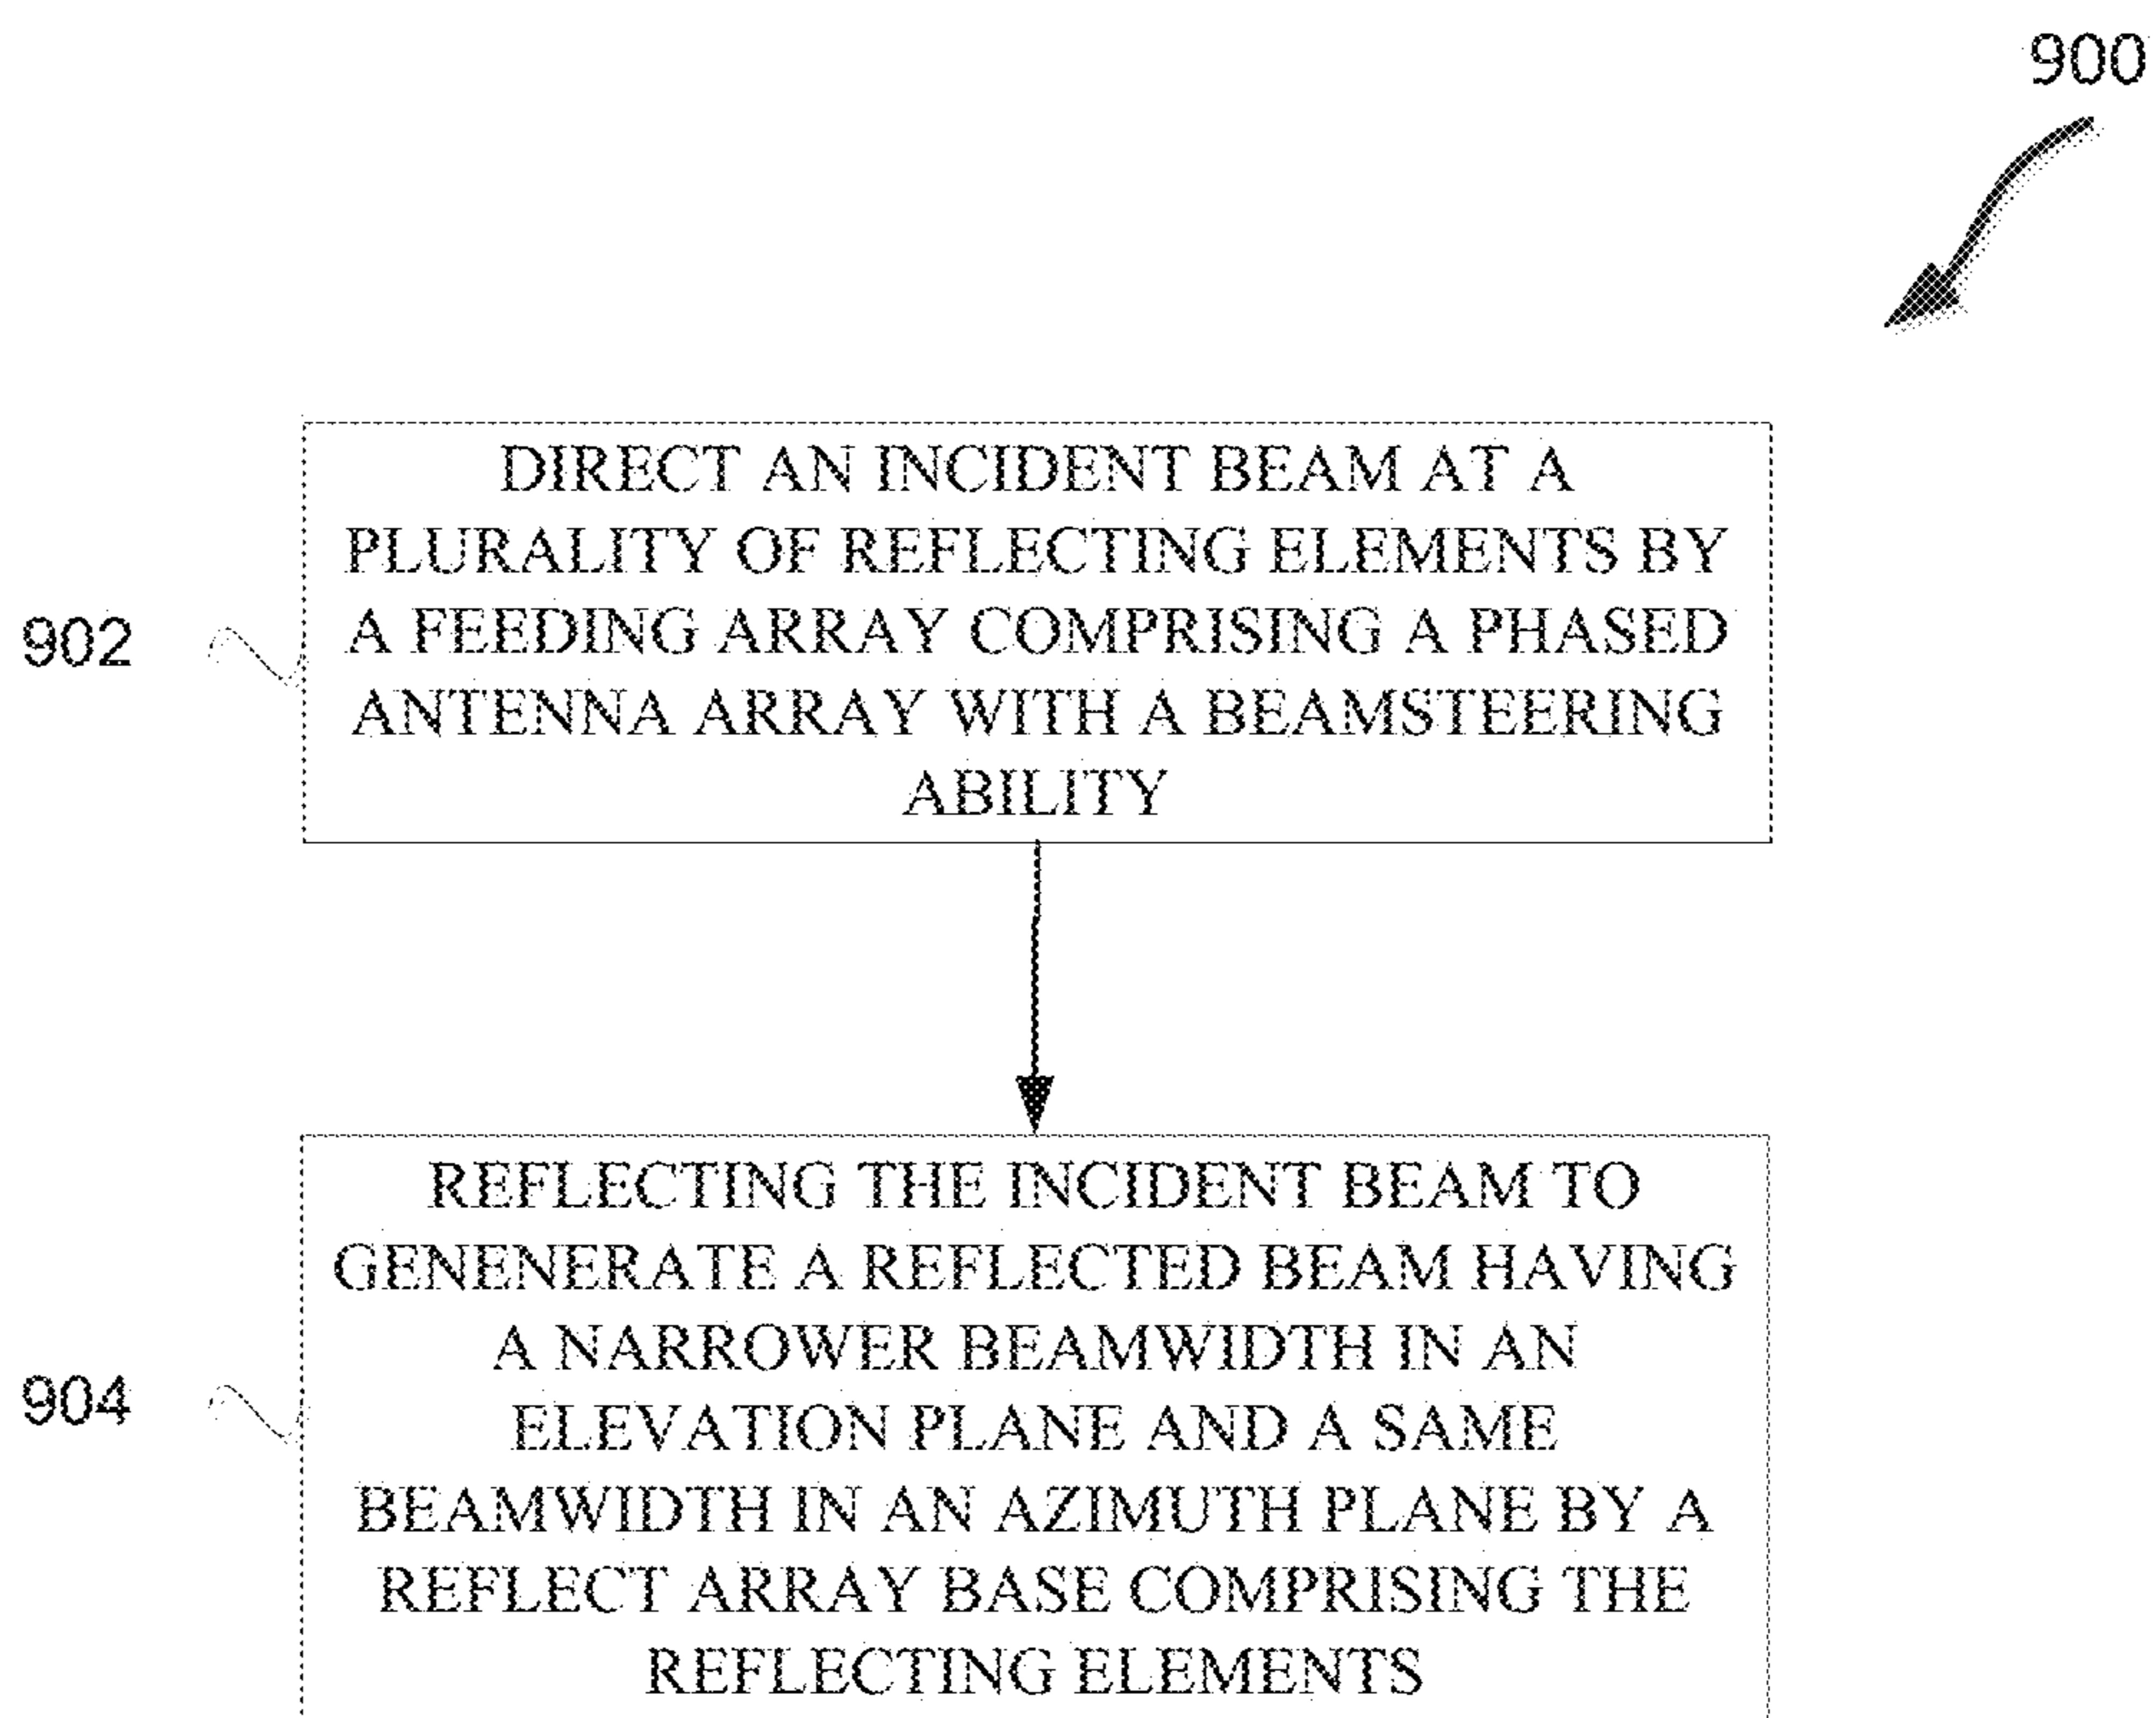 900
DIRECT AN INCIDENT BEAM AT A
PLURALITY OF REFLECTING ELEMENTS BY
A FEEDING ARRAY COMPRISING A PHASED
ANTENNA ARRAY WITH A BEAMSTEERING
ABILITY
902
REFLECTING THE INCIDENT BEAM TO
GENENERATE A REFLECTED BEAM HAVING
A NARROWER BEAMWIDTH IN AN
ELEVATION PLANE AND A SAME
BEAMWIDTH IN AN AZIMUTH PLANE BY A
REFLECT ARRAY BASE COMPRISING THE
REFLECTING ELEMENTS
904